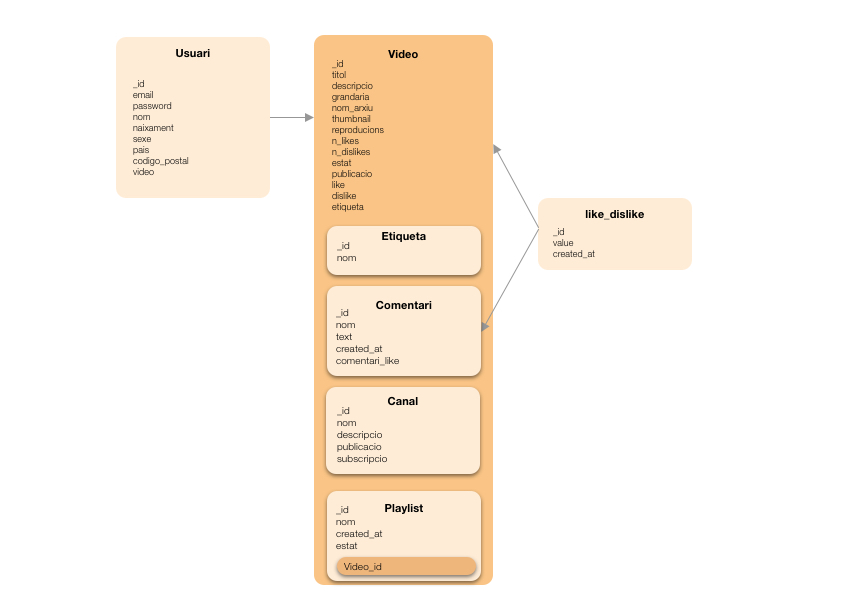 Usuari
_id
email
password
nom
naixament
sexe
pais
codigo_postal
video
Video
_id
titol
descripcio
grandaria
nom_arxiu
thumbnail
reproducions
n_likes
n_dislikes
estat
publicacio
like
dislike
etiqueta
Etiqueta
_id
nom
Comentari
_id
nom
text
created_at
comentari_like
Canal
_id
nom
descripcio
publicacio
subscripcio
Playlist
_id
nom
created_at
estat
Video_id
like_dislike
_id
value
created_at